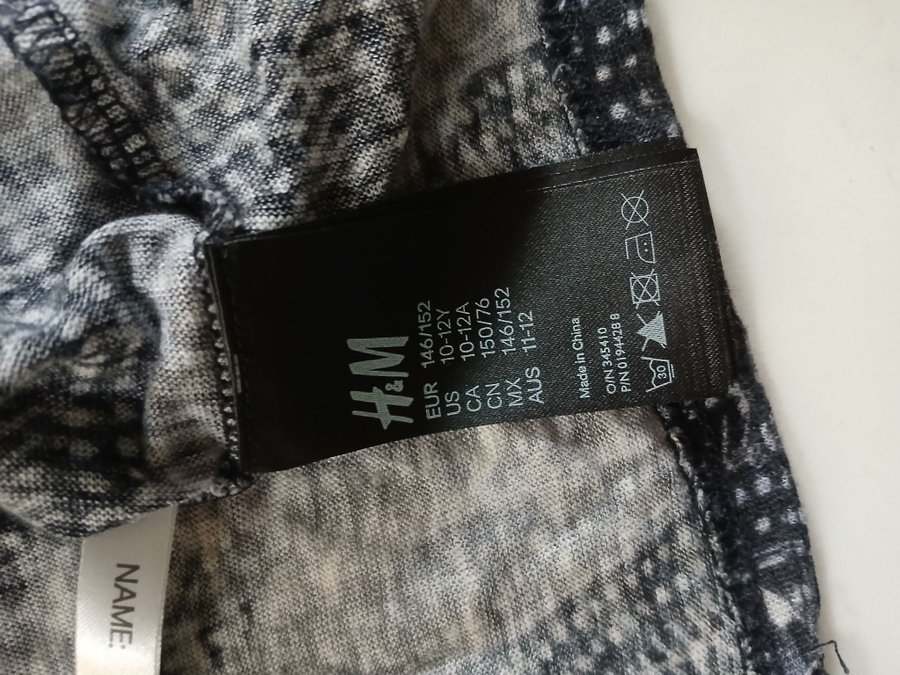 H&M
EUR 146/152
US 10-12Y
CA 10-12A
CN 150/76
MX 146/152
AUS 11-12
Made in China
O/N 345410
P/N 0194428 8
30
NAME: